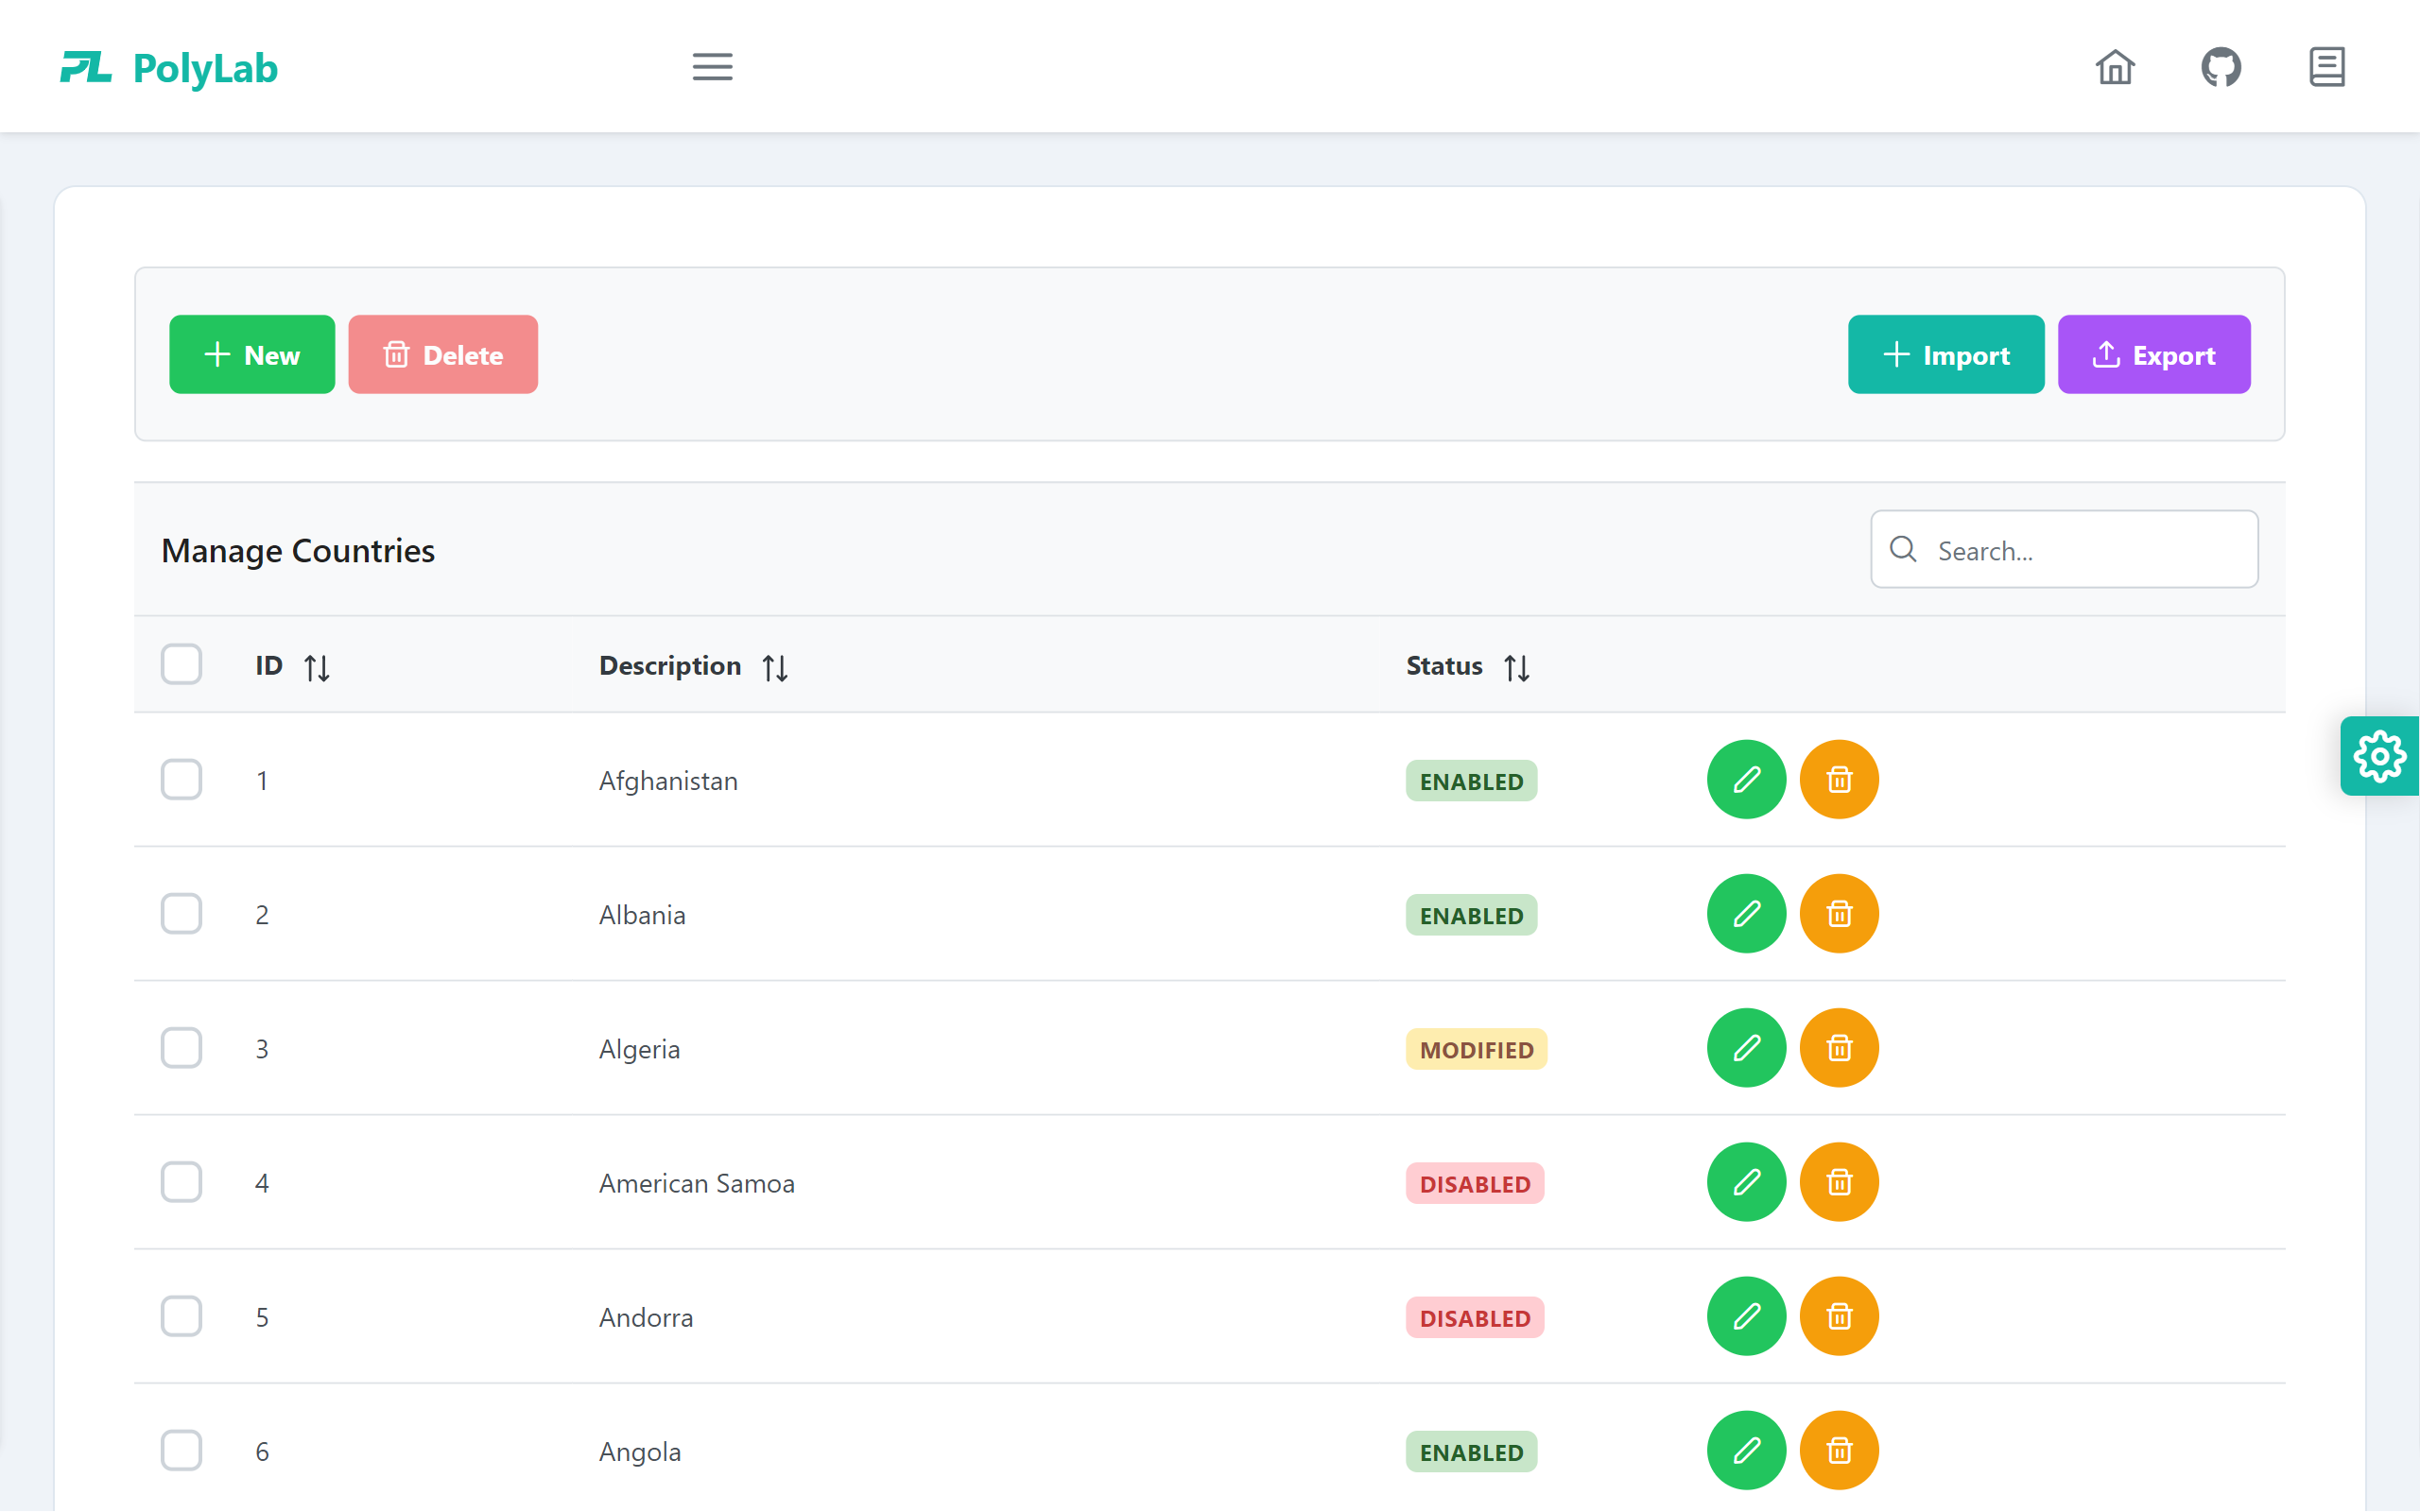 PolyLab
New Delete Import Export
Manage Countries Search...
ID Description Status
1 Afghanistan ENABLED
2 Albania ENABLED
3 Algeria MODIFIED
4 American Samoa DISABLED
5 Andorra DISABLED
6 Angola ENABLED